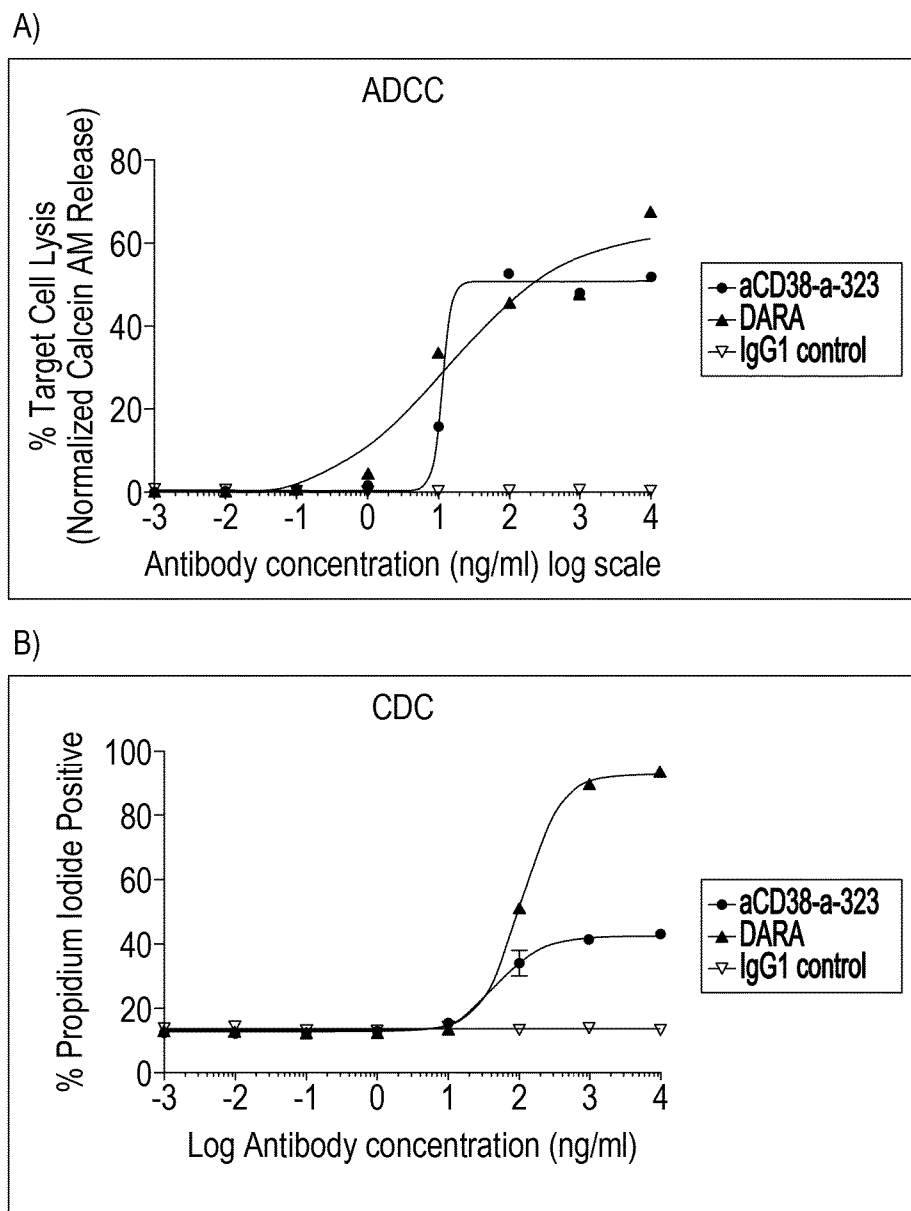 A)
ADCC
% Target Cell Lysis
(Normalized Calcein AM Release)
80
60
40
20
0
-3 -2 -1 0 1 2 3 4
Antibody concentration (ng/ml) log scale
aCD38-a-323
DARA
IgG1 control
B)
CDC
% Propidium Iodide Positive
100
80
60
40
20
0
-3 -2 -1 0 1 2 3 4
Log Antibody concentration (ng/ml)
aCD38-a-323
DARA
IgG1 control